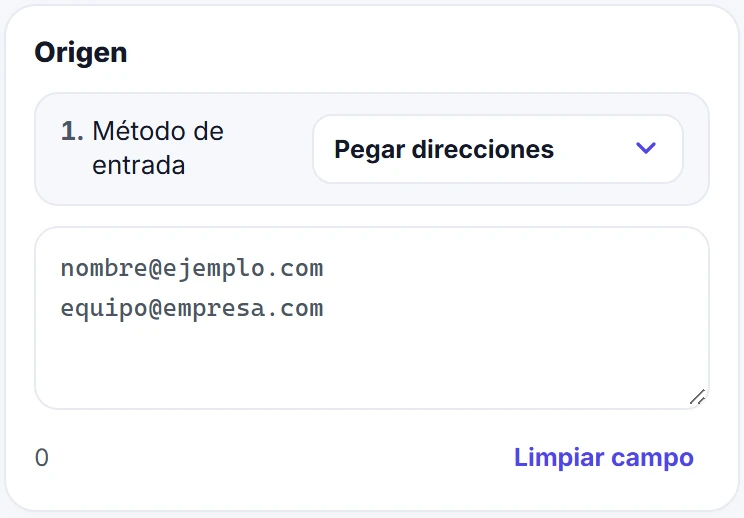 Origen
1. Método de
entrada
Pegar direcciones
nombre@ejemplo.com
equipo@empresa.com
0
Limpiar campo